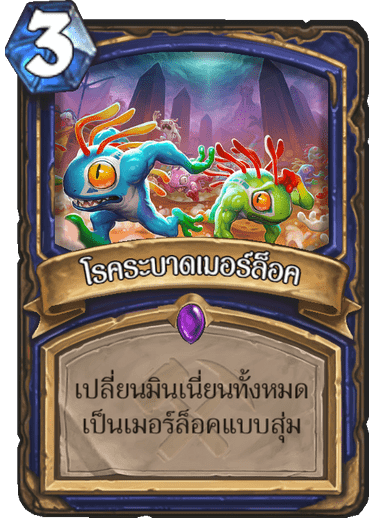 3
โรคระบาดเมอร์ล็อค
เปลี่ยนมินเนี่ยนทั้งหมด
เป็นเมอร์ล็อคแบบสุ่ม